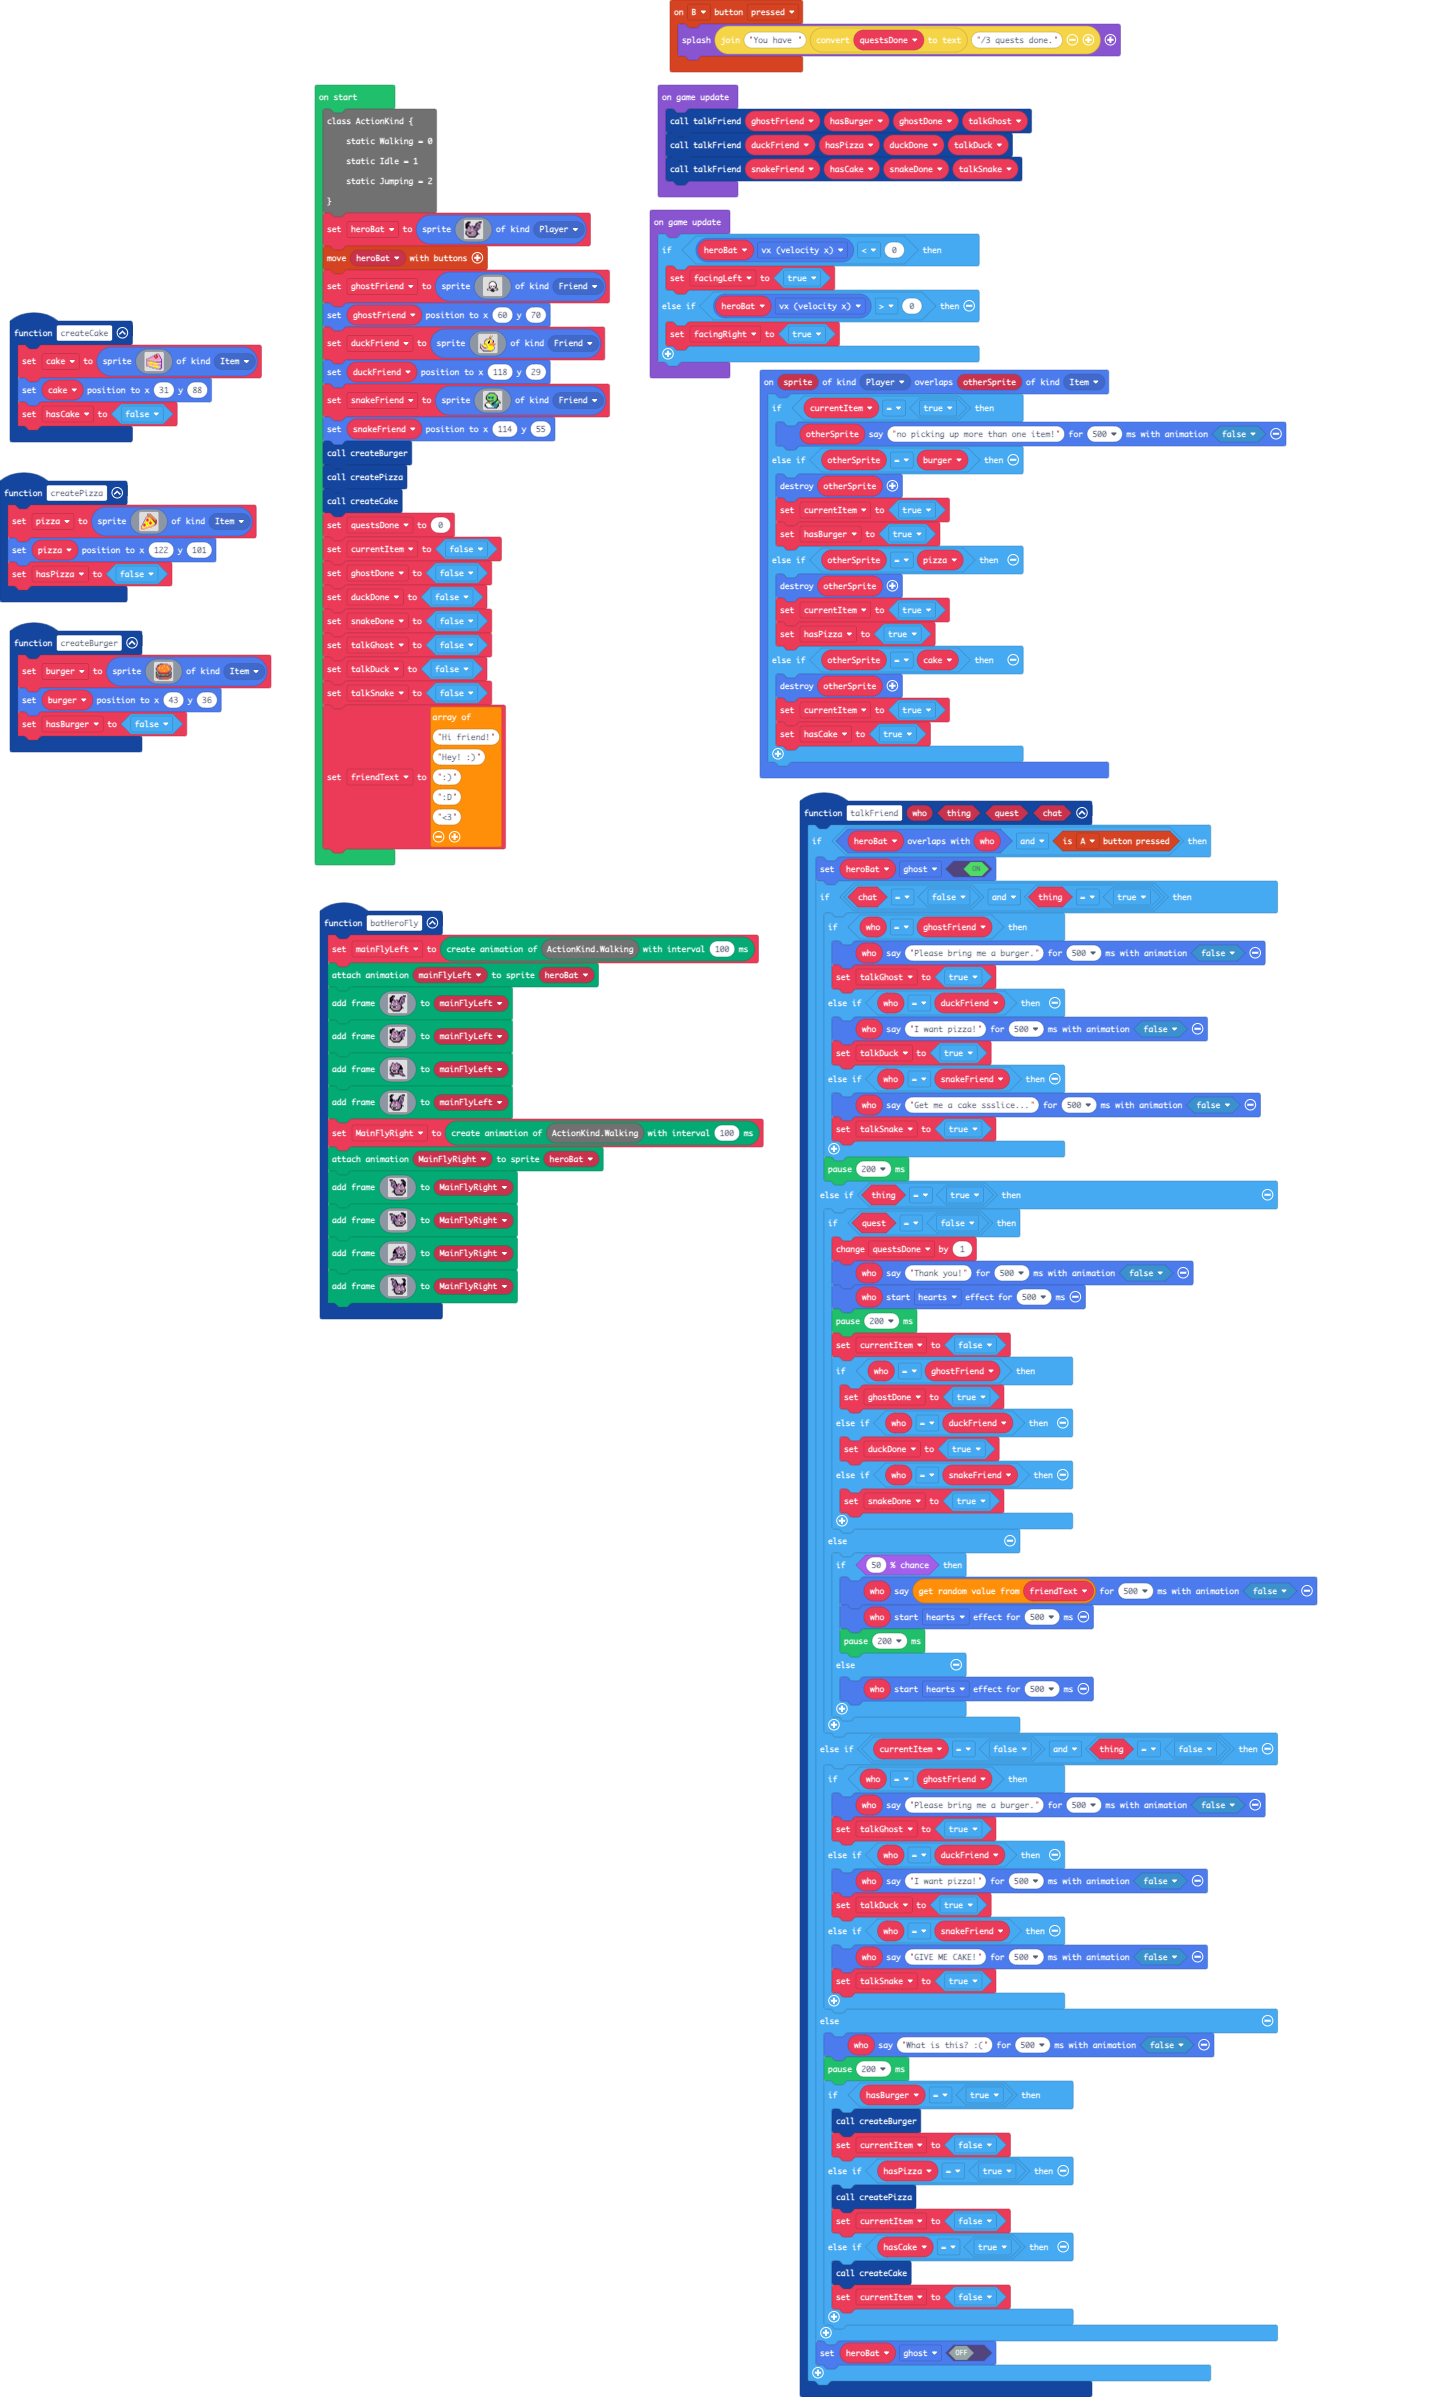 on B button pressed
splash join "You have " convert questsDone to text "/3 quests done."
on start
class ActionKind {
static Walking = 0
static Idle = 1
static Jumping = 2
}
set heroBat to sprite of kind Player
move heroBat with buttons
set ghostFriend to sprite of kind Friend
set ghostFriend position to x 60 y 70
set duckFriend to sprite of kind Friend
set duckFriend position to x 118 y 29
set snakeFriend to sprite of kind Friend
set snakeFriend position to x 114 y 55
call createBurger
call createPizza
call createCake
set questsDone to 0
set currentItem to false
set ghostDone to false
set duckDone to false
set snakeDone to false
set talkGhost to false
set talkDuck to false
set talkSnake to false
set friendText to array of
"Hi friend!"
"Hey! :)"
":)"
":D"
"<3"
on game update
call talkFriend ghostFriend hasBurger ghostDone talkGhost
call talkFriend duckFriend hasPizza duckDone talkDuck
call talkFriend snakeFriend hasCake snakeDone talkSnake
on game update
if heroBat vx (velocity x) < 0 then
set facingLeft to true
else if heroBat vx (velocity x) > 0 then
set facingRight to true
function createCake
set cake to sprite of kind Item
set cake position to x 31 y 88
set hasCake to false
function createPizza
set pizza to sprite of kind Item
set pizza position to x 122 y 101
set hasPizza to false
function createBurger
set burger to sprite of kind Item
set burger position to x 43 y 36
set hasBurger to false
on sprite of kind Player overlaps otherSprite of kind Item
if currentItem = true then
otherSprite say "no picking up more than one item!" for 500 ms with animation false
else if otherSprite = burger then
destroy otherSprite
set currentItem to true
set hasBurger to true
else if otherSprite = pizza then
destroy otherSprite
set currentItem to true
set hasPizza to true
else if otherSprite = cake then
destroy otherSprite
set currentItem to true
set hasCake to true
function batHeroFly
set mainFlyLeft to create animation of ActionKind.Walking with interval 100 ms
attach animation mainFlyLeft to sprite heroBat
add frame to mainFlyLeft
add frame to mainFlyLeft
add frame to mainFlyLeft
add frame to mainFlyLeft
set MainFlyRight to create animation of ActionKind.Walking with interval 100 ms
attach animation MainFlyRight to sprite heroBat
add frame to MainFlyRight
add frame to MainFlyRight
add frame to MainFlyRight
add frame to MainFlyRight
function talkFriend who thing quest chat
if heroBat overlaps with who and is A button pressed then
set heroBat ghost ON
if chat = false and thing = true then
if who = ghostFriend then
who say "Please bring me a burger." for 500 ms with animation false
set talkGhost to true
else if who = duckFriend then
who say "I want pizza!" for 500 ms with animation false
set talkDuck to true
else if who = snakeFriend then
who say "Get me a cake ssslice..." for 500 ms with animation false
set talkSnake to true
pause 200 ms
else if thing = true then
if quest = false then
change questsDone by 1
who say "Thank you!" for 500 ms with animation false
who start hearts effect for 500 ms
pause 200 ms
set currentItem to false
if who = ghostFriend then
set ghostDone to true
else if who = duckFriend then
set duckDone to true
else if who = snakeFriend then
set snakeDone to true
else
if 50 % chance then
who say get random value from friendText for 500 ms with animation false
who start hearts effect for 500 ms
pause 200 ms
else
who start hearts effect for 500 ms
else if currentItem = false and thing = false then
if who = ghostFriend then
who say "Please bring me a burger." for 500 ms with animation false
set talkGhost to true
else if who = duckFriend then
who say "I want pizza!" for 500 ms with animation false
set talkDuck to true
else if who = snakeFriend then
who say "GIVE ME CAKE!" for 500 ms with animation false
set talkSnake to true
else
who say "What is this? :(" for 500 ms with animation false
pause 200 ms
if hasBurger = true then
call createBurger
set currentItem to false
else if hasPizza = true then
call createPizza
set currentItem to false
else if hasCake = true then
call createCake
set currentItem to false
set heroBat ghost OFF